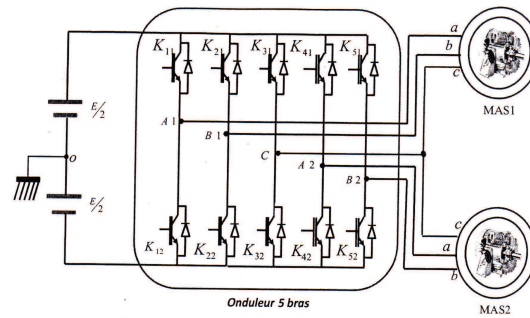 K11 K21 K31 K41 K51
a
b
c
MAS1
E/2
A 1
B 1
o
C
A 2
B 2
E/2
K12 K22 K32 K42 K52
c
a
b
MAS2
Onduleur 5 bras